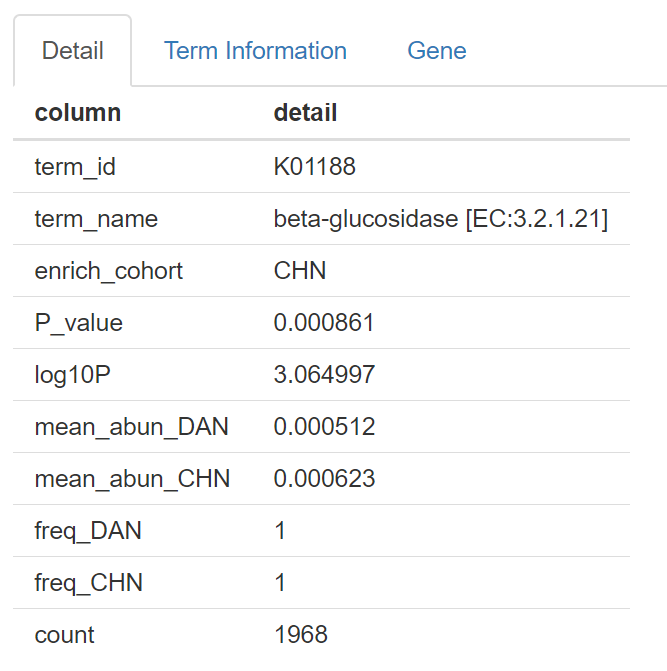 Detail Term Information Gene
column detail
term_id K01188
term_name beta-glucosidase [EC:3.2.1.21]
enrich_cohort CHN
P_value 0.000861
log10P 3.064997
mean_abun_DAN 0.000512
mean_abun_CHN 0.000623
freq_DAN 1
freq_CHN 1
count 1968